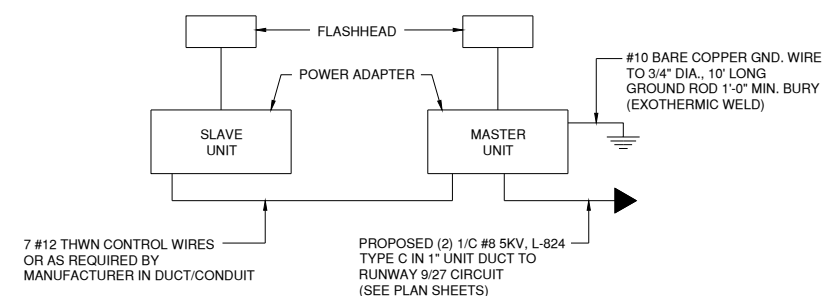 FLASHHEAD
POWER ADAPTER
#10 BARE COPPER GND. WIRE
TO 3/4" DIA., 10' LONG
GROUND ROD 1'-0" MIN. BURY
(EXOTHERMIC WELD)
SLAVE
UNIT
MASTER
UNIT
7 #12 THWN CONTROL WIRES
OR AS REQUIRED BY
MANUFACTURER IN DUCT/CONDUIT
PROPOSED (2) 1/C #8 5KV, L-824
TYPE C IN 1" UNIT DUCT TO
RUNWAY 9/27 CIRCUIT
(SEE PLAN SHEETS)